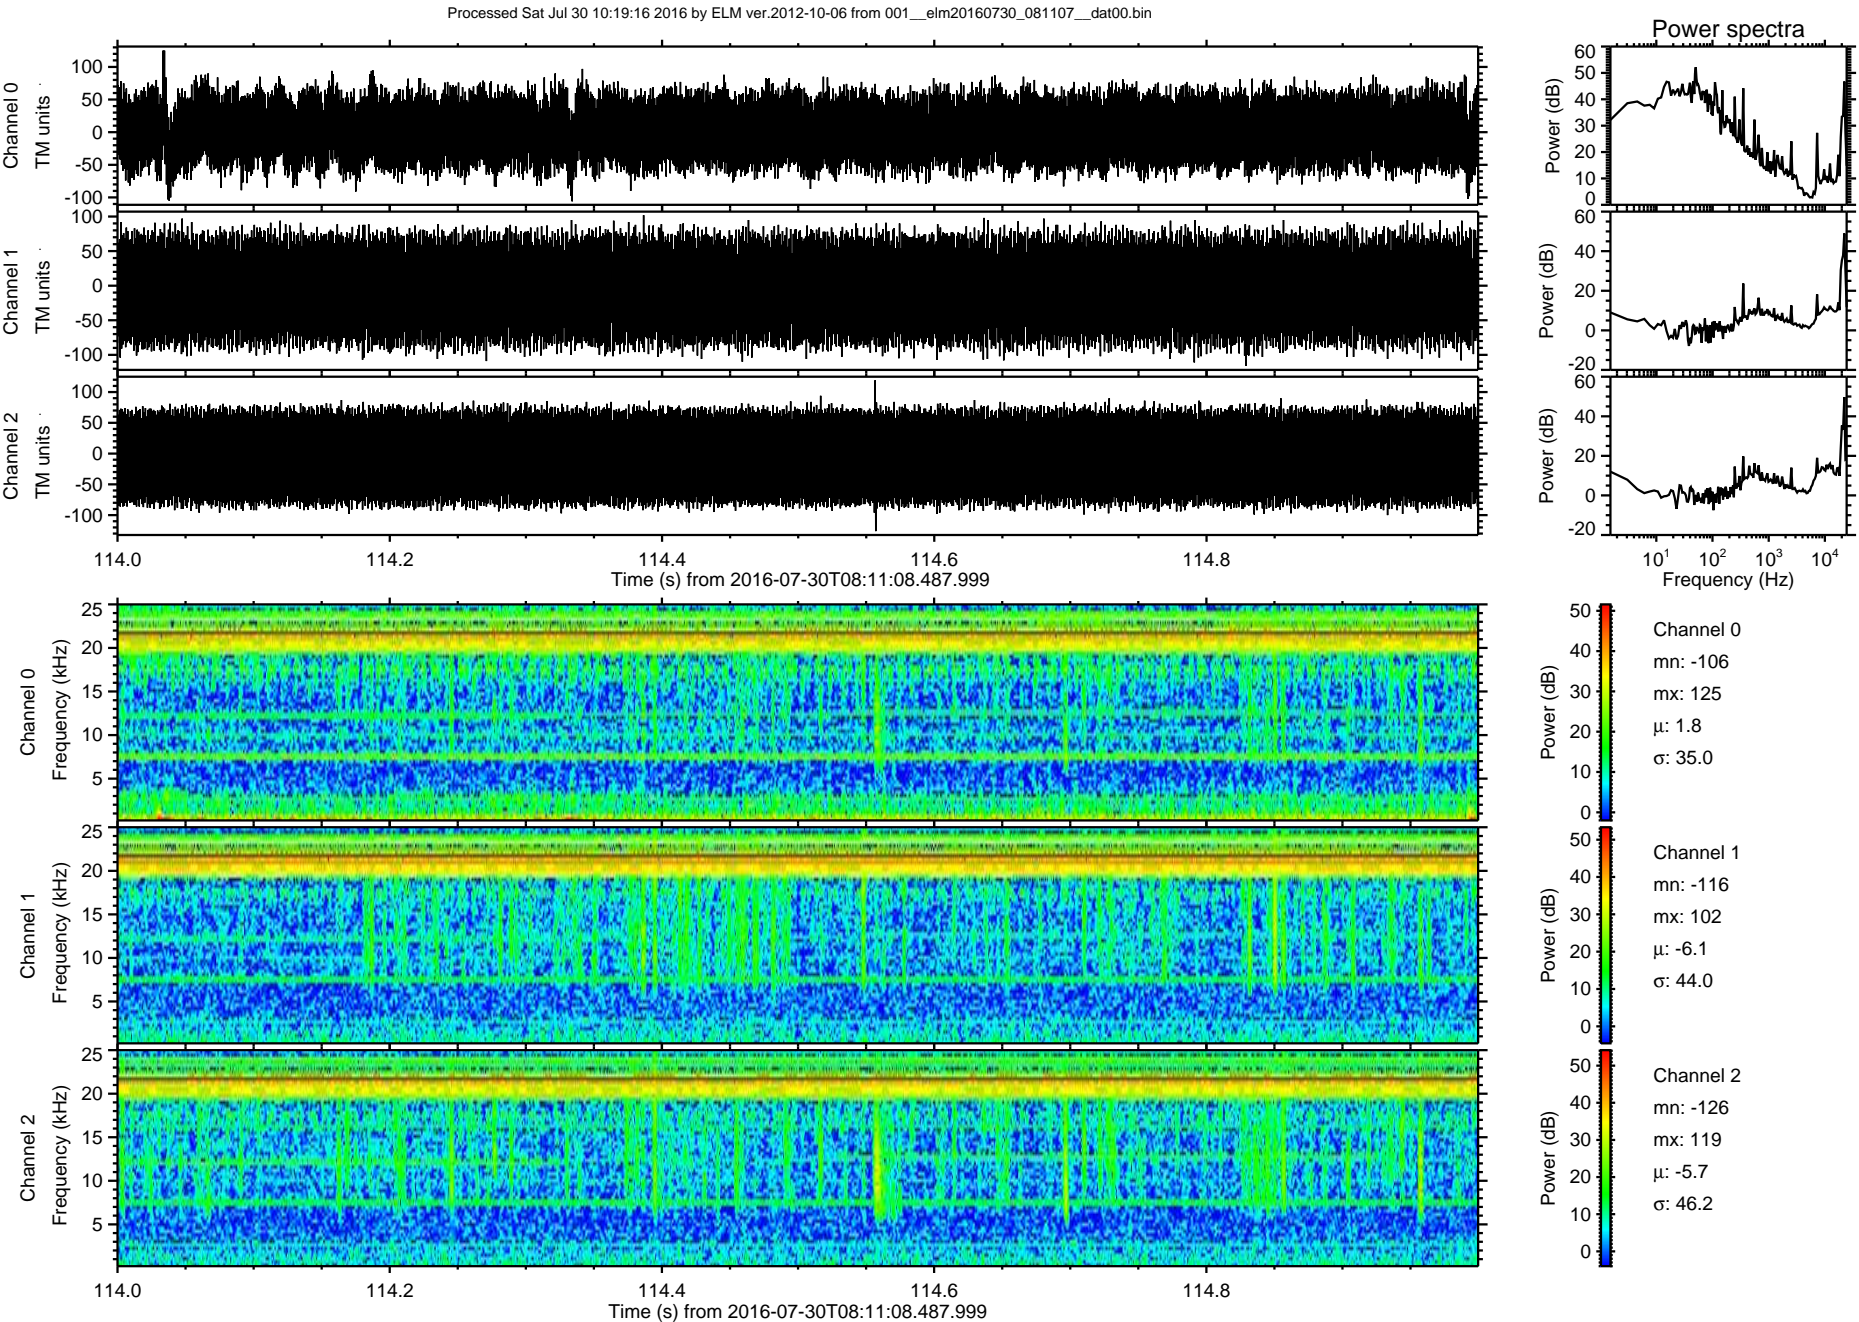 Processed Sat Jul 30 10:19:16 2016 by ELM ver.2012-10-06 from 001__elm20160730_081107__dat00.bin
Power spectra
Channel 0
TM units
100
50
0
-50
-100
Power (dB)
60
50
40
30
20
10
0
Channel 1
TM units
100
50
0
-50
-100
Power (dB)
60
40
20
0
-20
Channel 2
TM units
100
50
0
-50
-100
Power (dB)
60
40
20
0
-20
114.0 114.2 114.4 114.6 114.8
Time (s) from 2016-07-30T08:11:08.487.999
10¹ 10² 10³ 10⁴
Frequency (Hz)
Channel 0
Frequency (kHz)
25
20
15
10
5
Power (dB)
50
40
30
20
10
0
Channel 0
mn: -106
mx: 125
μ: 1.8
σ: 35.0
Channel 1
Frequency (kHz)
25
20
15
10
5
Power (dB)
50
40
30
20
10
0
Channel 1
mn: -116
mx: 102
μ: -6.1
σ: 44.0
Channel 2
Frequency (kHz)
25
20
15
10
5
Power (dB)
50
40
30
20
10
0
Channel 2
mn: -126
mx: 119
μ: -5.7
σ: 46.2
114.0 114.2 114.4 114.6 114.8
Time (s) from 2016-07-30T08:11:08.487.999